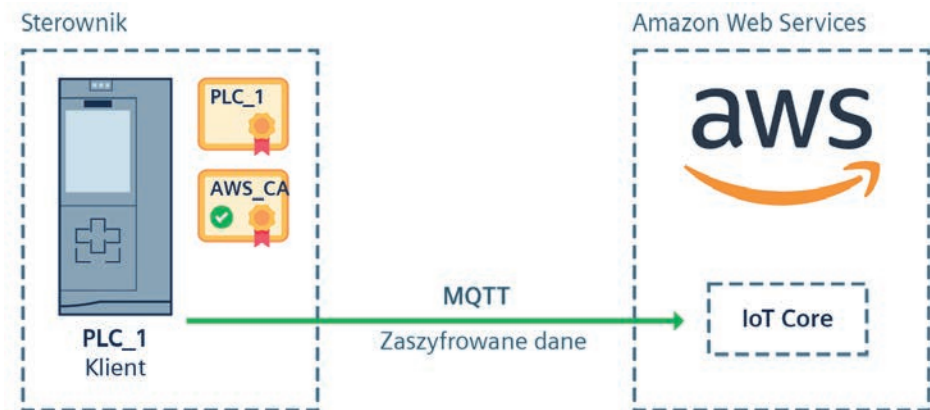 Sterownik
Amazon Web Services
PLC_1
AWS_CA
aws
MQTT
Zaszyfrowane dane
IoT Core
PLC_1
Klient